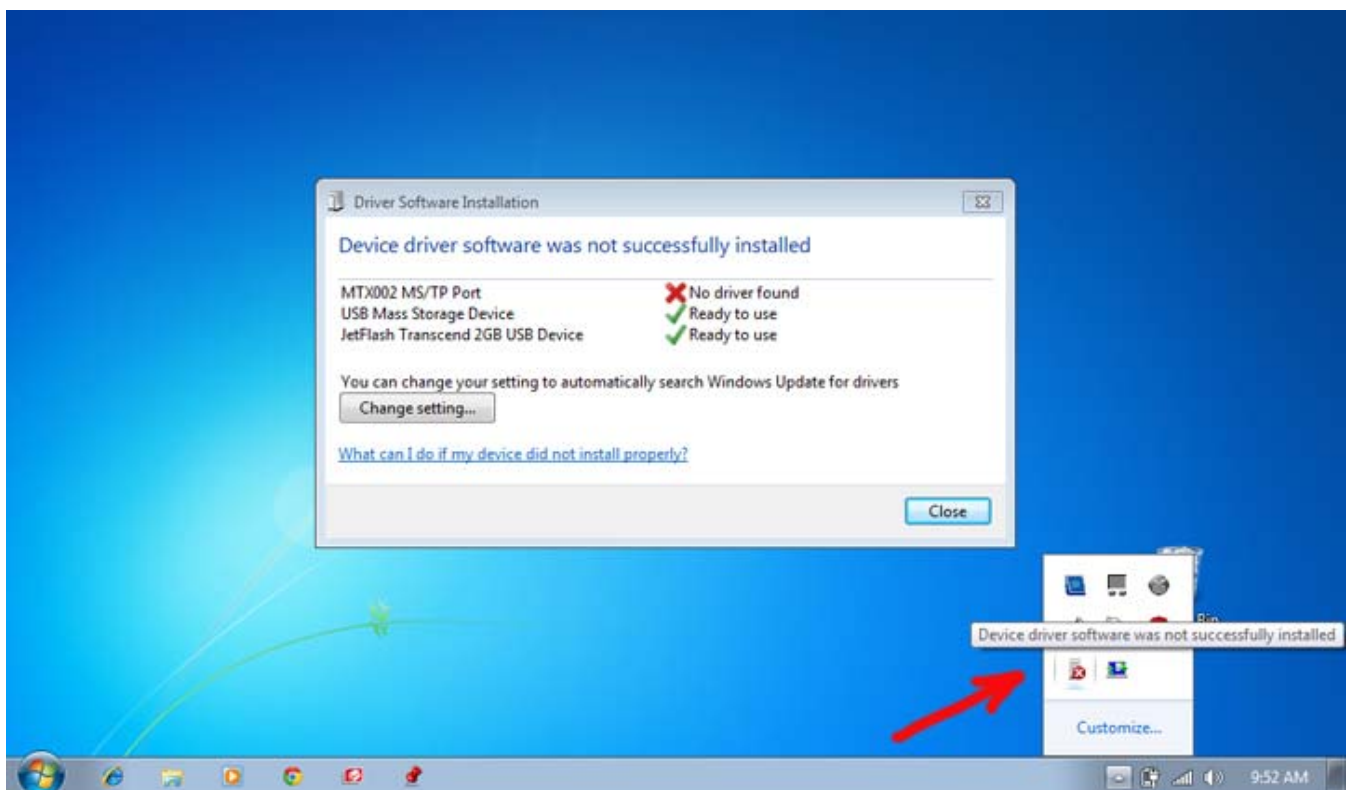 Driver Software Installation
Device driver software was not successfully installed
MTX002 MS/TP Port No driver found
USB Mass Storage Device Ready to use
JetFlash Transcend 2GB USB Device Ready to use
You can change your setting to automatically search Windows Update for drivers
Change setting...
What can I do if my device did not install properly?
Close
Bin
Device driver software was not successfully installed
Customize...
9:52 AM